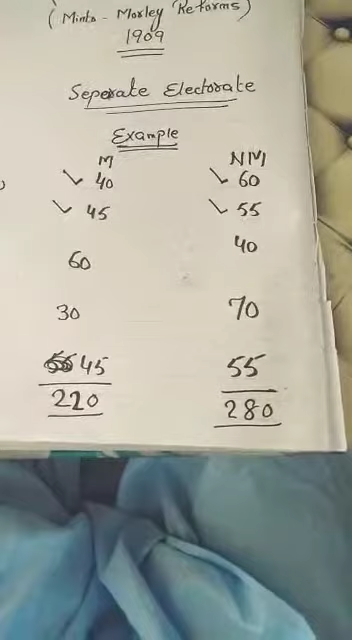 (Minto-Morley Reforms)
1909
Seperate Electorate
Example
M NM
✓ 40 ✓ 60
✓ 45 ✓ 55
60 40
30 70
45 55
220 280